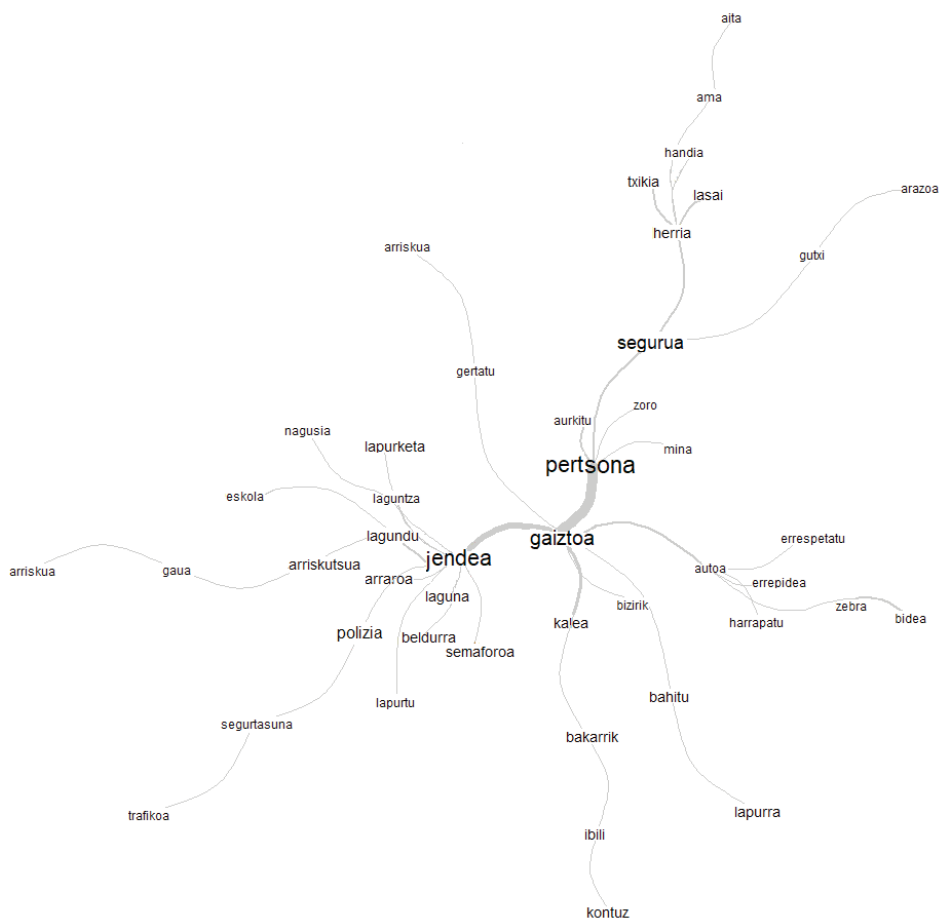 aita
ama
handia
txikia
lasai
arazoa
herria
arriskua
gutxi
segurua
gertatu
zoro
aurkitu
nagusia
lapurketa
mina
pertsona
eskola
laguntza
lagundu
gaiztoa
errespetatu
jendea
arriskutsua
autoa
arriskua
gaua
arraroa
errepidea
laguna
bizirik
zebra
kalea
harrapatu
bidea
polizia
beldurra
semaforoa
bahitu
lapurtu
segurtasuna
bakarrik
lapurra
trafikoa
ibili
kontuz